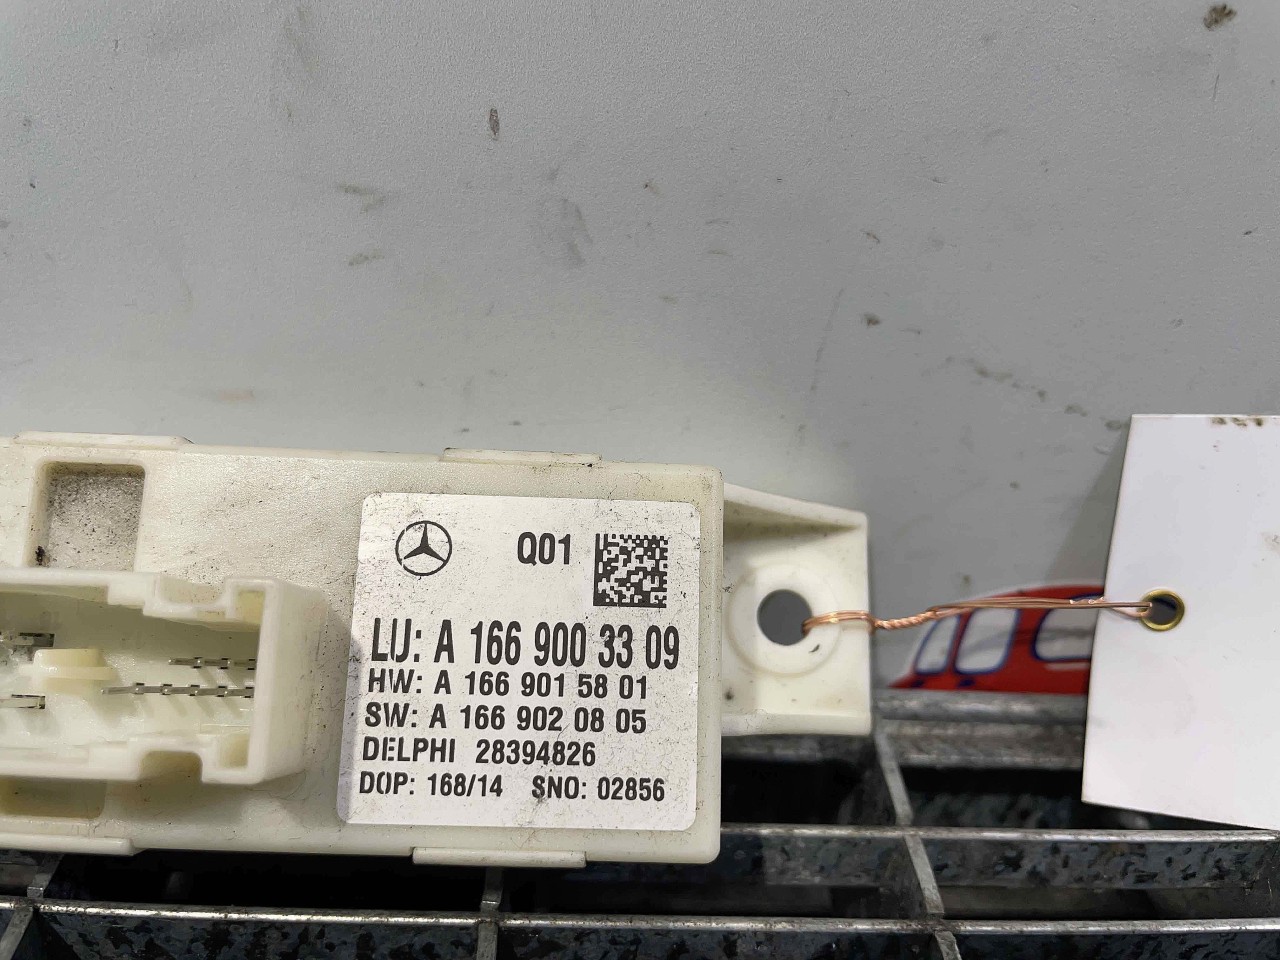 Q01
LU: A 166 900 33 09
HW: A 166 901 58 01
SW: A 166 902 08 05
DELPHI 28394826
DOP: 168/14 SNO: 02856